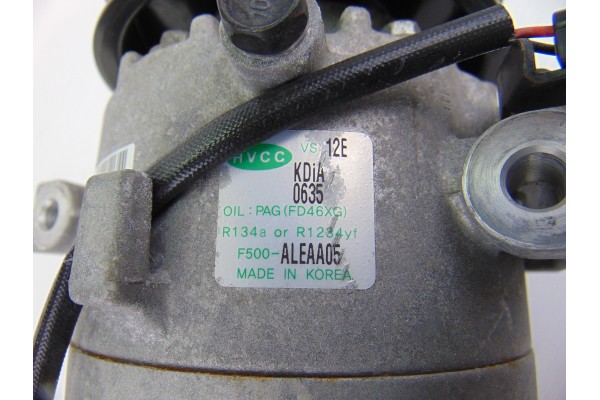 HVCC VS 12E
KDiA
0635
OIL: PAG(FD46XG)
R134a or R1234yf
F500-ALEAA05
MADE IN KOREA